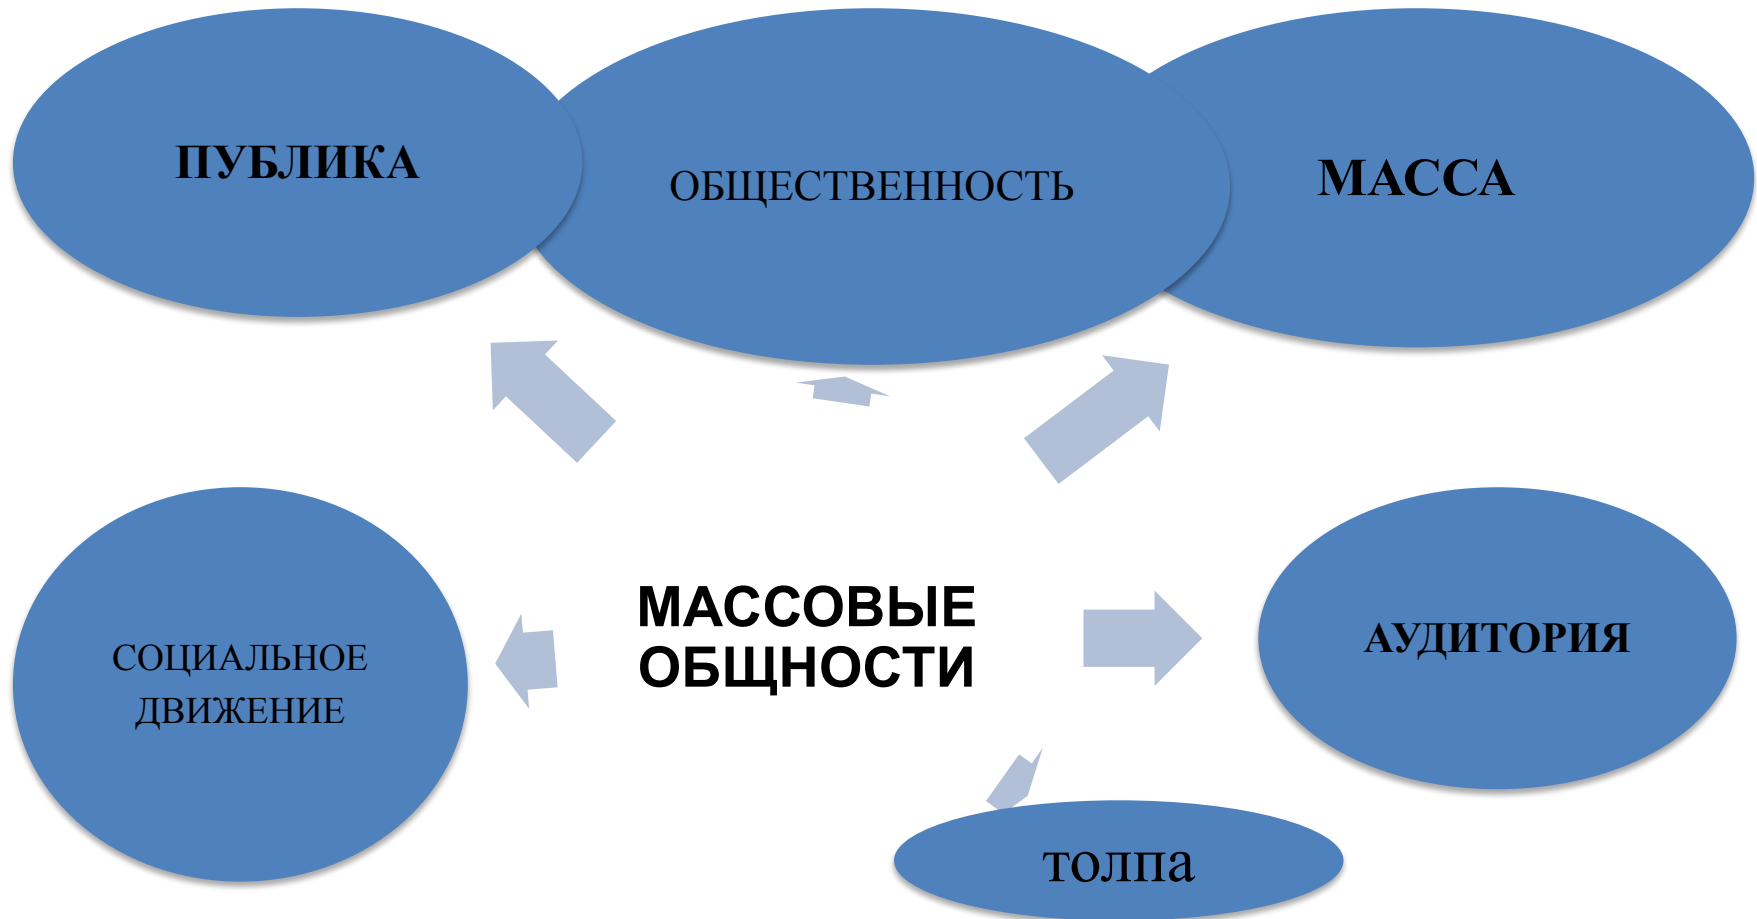 ПУБЛИКА
ОБЩЕСТВЕННОСТЬ
МАССА
СОЦИАЛЬНОЕ
ДВИЖЕНИЕ
МАССОВЫЕ
ОБЩНОСТИ
АУДИТОРИЯ
толпа